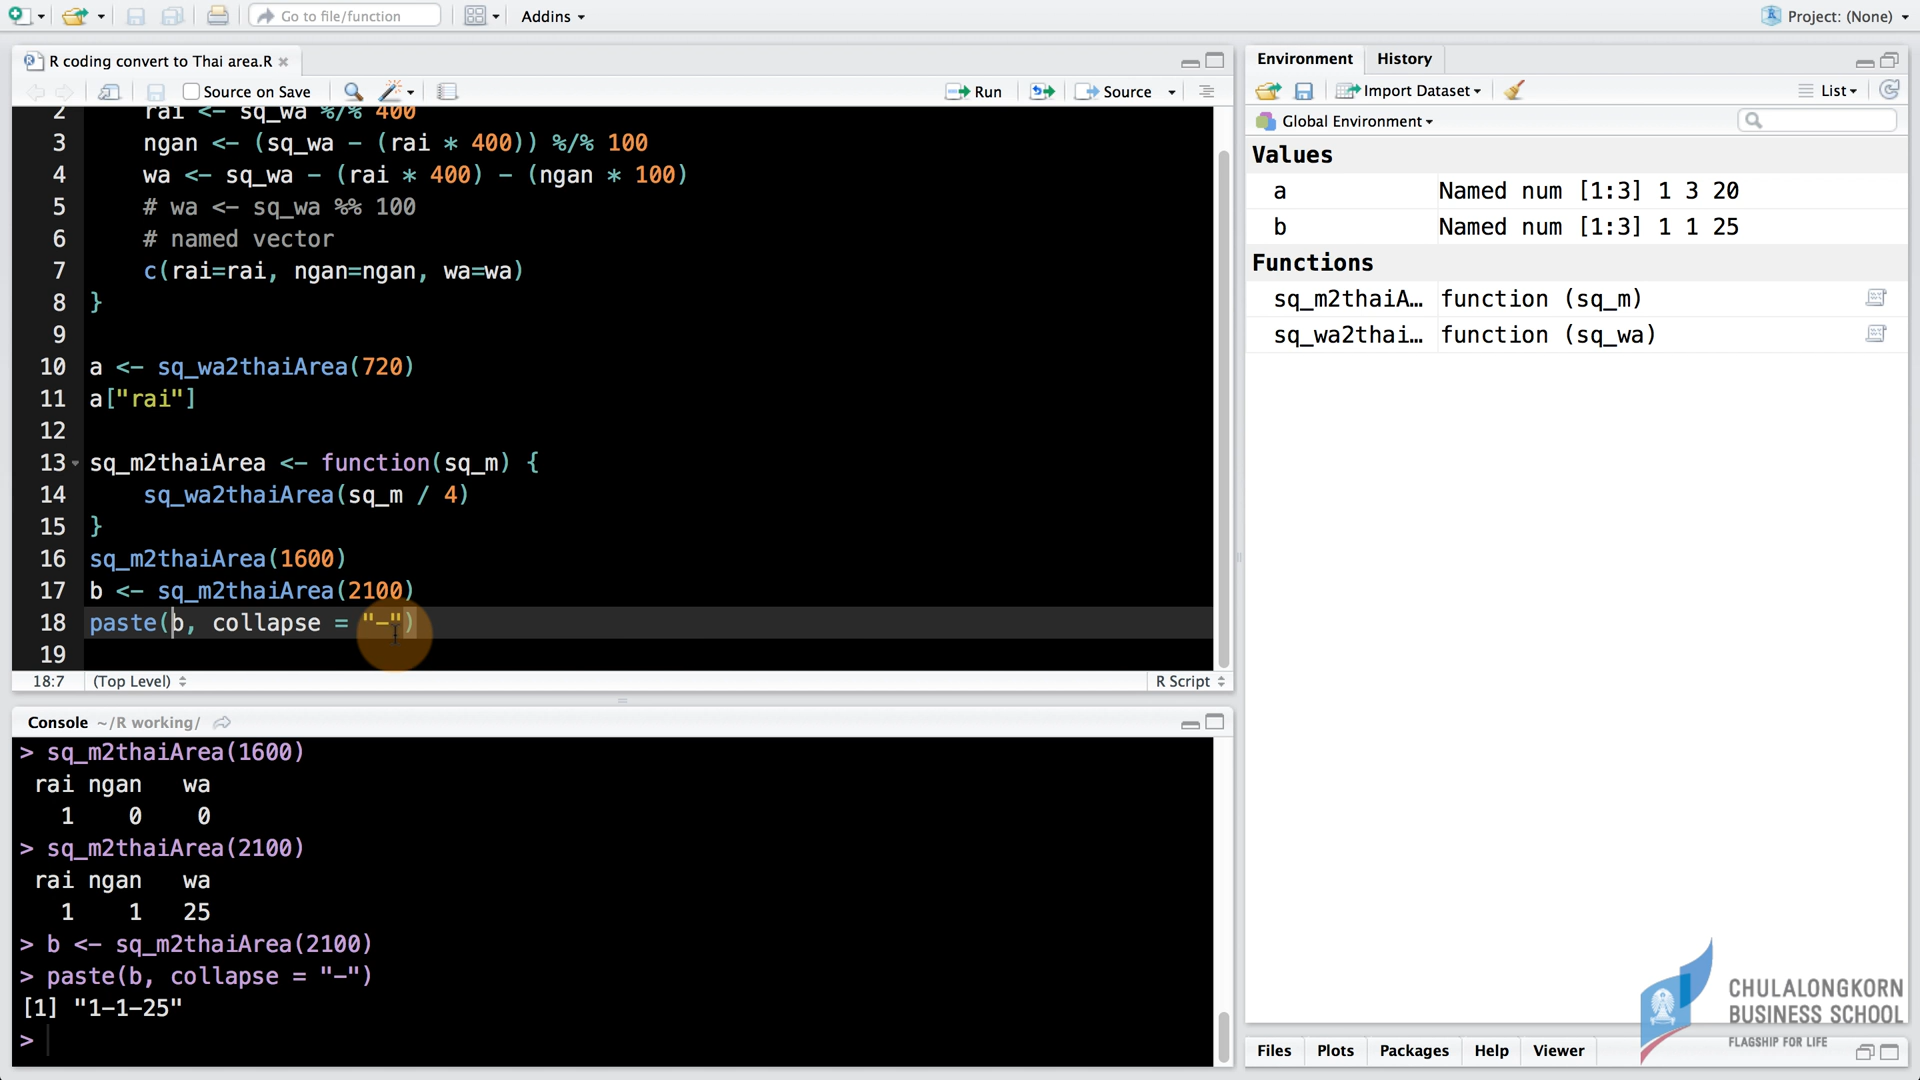 Go to file/function
Addins
Project: (None)
R coding convert to Thai area.R
Source on Save
Run
Source
2 rai <- sq_wa %/% 400
3 ngan <- (sq_wa - (rai * 400)) %/% 100
4 wa <- sq_wa - (rai * 400) - (ngan * 100)
5 # wa <- sq_wa %% 100
6 # named vector
7 c(rai=rai, ngan=ngan, wa=wa)
8 }
9
10 a <- sq_wa2thaiArea(720)
11 a["rai"]
12
13 sq_m2thaiArea <- function(sq_m) {
14 sq_wa2thaiArea(sq_m / 4)
15 }
16 sq_m2thaiArea(1600)
17 b <- sq_m2thaiArea(2100)
18 paste(b, collapse = "-")
19
18:7 (Top Level) R Script
Console ~/R working/
> sq_m2thaiArea(1600)
rai ngan wa
1 0 0
> sq_m2thaiArea(2100)
rai ngan wa
1 1 25
> b <- sq_m2thaiArea(2100)
> paste(b, collapse = "-")
[1] "1-1-25"
>
Environment History
Import Dataset List
Global Environment
Values
a Named num [1:3] 1 3 20
b Named num [1:3] 1 1 25
Functions
sq_m2thaiA… function (sq_m)
sq_wa2thai… function (sq_wa)
CHULALONGKORN
BUSINESS SCHOOL
FLAGSHIP FOR LIFE
Files Plots Packages Help Viewer